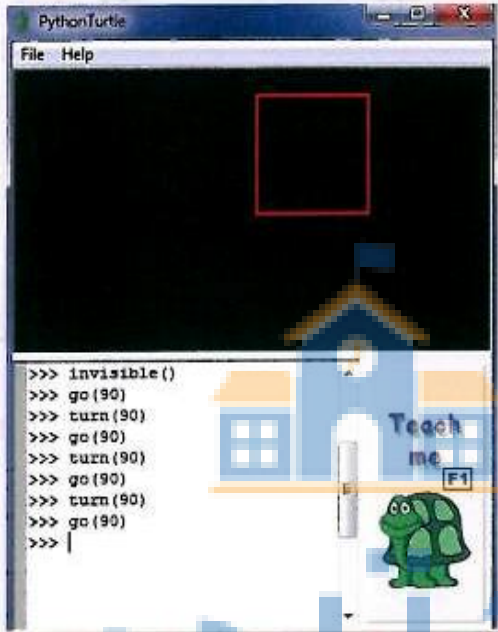 PythonTurtle
File Help
>>> invisible()
>>> go(90)
>>> turn(90)
>>> go(90)
>>> turn(90)
>>> go(90)
>>> turn(90)
>>> go(90)
>>>
Teach
me
F1